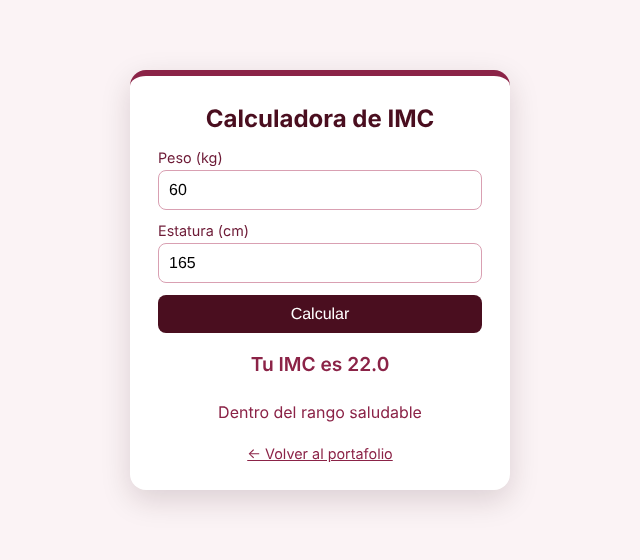 Calculadora de IMC
Peso (kg)
60
Estatura (cm)
165
Calcular
Tu IMC es 22.0
Dentro del rango saludable
← Volver al portafolio